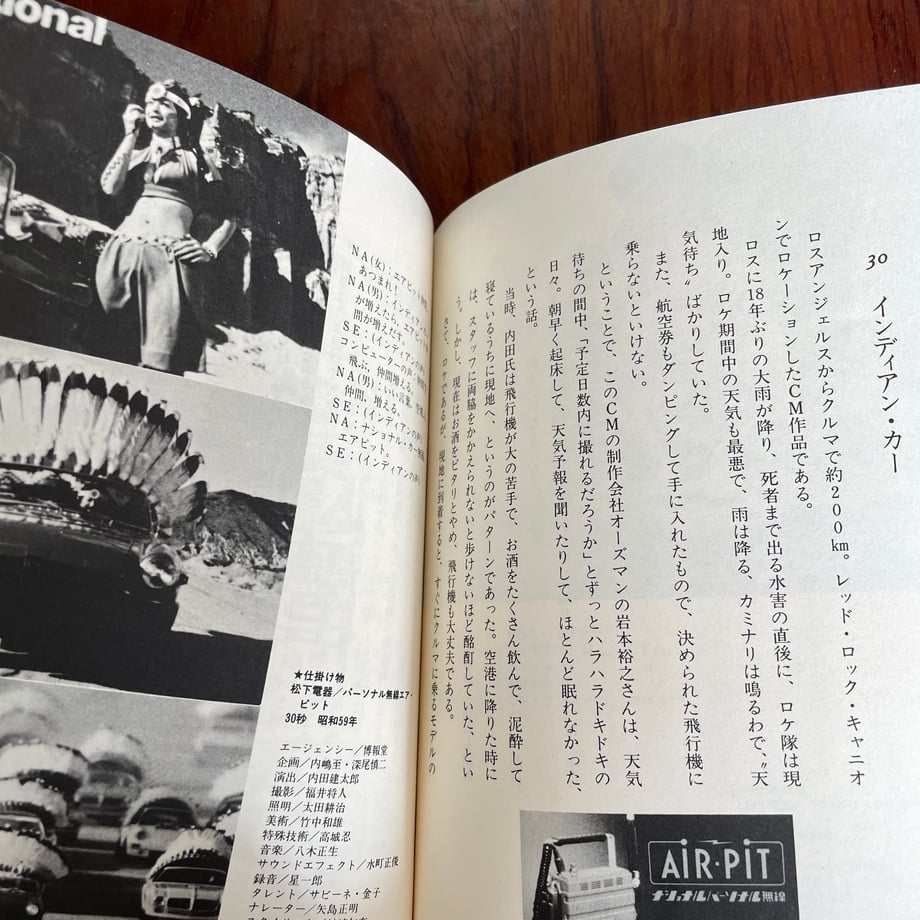 30 インディアン・カー
ロスアンジェルスからクルマで約200㎞。レッド・ロック・キャニオ
ンでロケーションしたCM作品である。
ロスに18年ぶりの大雨が降り、死者まで出る水害の直後に、ロケ隊は現
地入り。ロケ期間中の天気も最悪で、雨は降る、カミナリは鳴るわで、〝天
気待ち〟ばかりしていた。
また、航空券もダンピングして手に入れたもので、決められた飛行機に
乗らないといけない。
ということで、このCMの制作会社オーズマンの岩本裕之さんは、天気
待ちの間中、「予定日数内に撮れるだろうか」とずっとハラハラドキドキの
日々。朝早く起床して、天気予報を聞いたりして、ほとんど眠れなかった、
という話。
当時、内田氏は飛行機が大の苦手で、お酒をたくさん飲んで、泥酔して
寝ているうちに現地へ、というのがパターンであった。空港に降りた時に
は、スタッフに両脇をかかえられないと歩けないほど酩酊していた、とい
う。しかし、現在はお酒をピタリとやめ、飛行機も大丈夫である。
さて、ロケであるが、現地に到着すると、すぐにクルマに乗るモデルの
AiR・PiT
ナショナルパーソナル無線
ional
NA(女):エアピット
あつまれ!
NA(男):インディアン
が増えたら、エアピット
間が増えです。
SE:(インディアンの声)
コンピューターの声
飛ぶ、仲間増える。
NA(男):白い言葉、空飛
仲間、増える。
SE:(インディアンの声)
NA:ナショナル・カー無線
エアピット。
SE:(インディアンの声)
★仕掛け物
松下電器/パーソナル無線エア・
ピット
30秒 昭和59年
エージェンシー/博報堂
企画/内嶋至・深尾慎二
演出/内田建太郎
撮影/福井将人
照明/太田耕治
美術/竹中和雄
特殊技術/高城忍
音楽/八木正生
サウンドエフェクト/水町正俊
録音/星一郎
タレント/サビーネ・金子
ナレーター/矢島正明